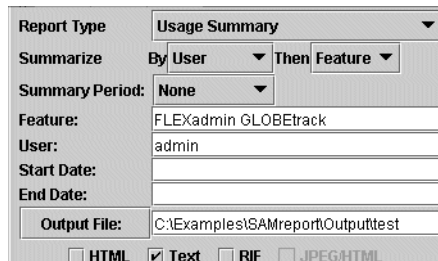 Report Type Usage Summary
Summarize By User Then Feature
Summary Period: None
Feature: FLEXadmin GLOBEtrack
User: admin
Start Date:
End Date:
Output File: C:\Examples\SAMreport\Output\test
HTML Text RIF JPEG/HTML